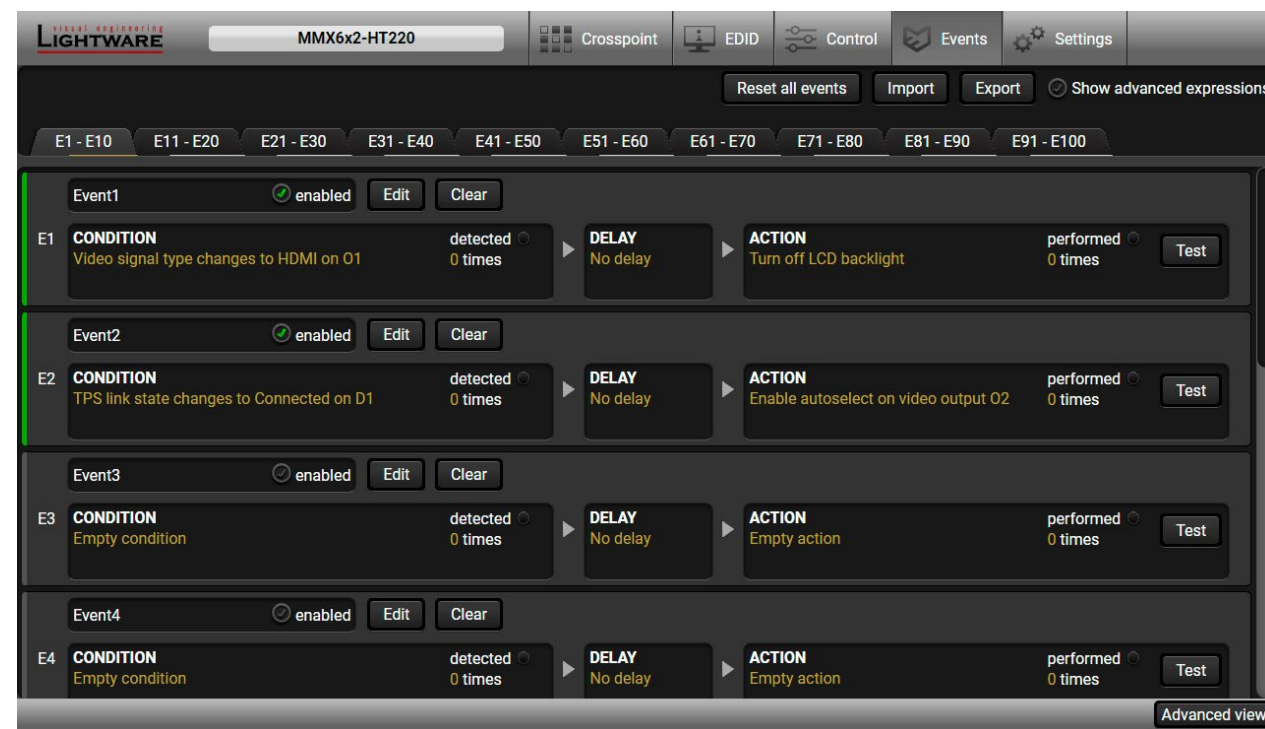 visual engineering
LIGHTWARE
MMX6x2-HT220
Crosspoint
EDID
Control
Events
Settings
Reset all events
Import
Export
Show advanced expressions
E1 - E10
E11 - E20
E21 - E30
E31 - E40
E41 - E50
E51 - E60
E61 - E70
E71 - E80
E81 - E90
E91 - E100
Event1
enabled
Edit
Clear
E1
CONDITION
Video signal type changes to HDMI on O1
detected
0 times
DELAY
No delay
ACTION
Turn off LCD backlight
performed
0 times
Test
Event2
enabled
Edit
Clear
E2
CONDITION
TPS link state changes to Connected on D1
detected
0 times
DELAY
No delay
ACTION
Enable autoselect on video output O2
performed
0 times
Test
Event3
enabled
Edit
Clear
E3
CONDITION
Empty condition
detected
0 times
DELAY
No delay
ACTION
Empty action
performed
0 times
Test
Event4
enabled
Edit
Clear
E4
CONDITION
Empty condition
detected
0 times
DELAY
No delay
ACTION
Empty action
performed
0 times
Test
Advanced view